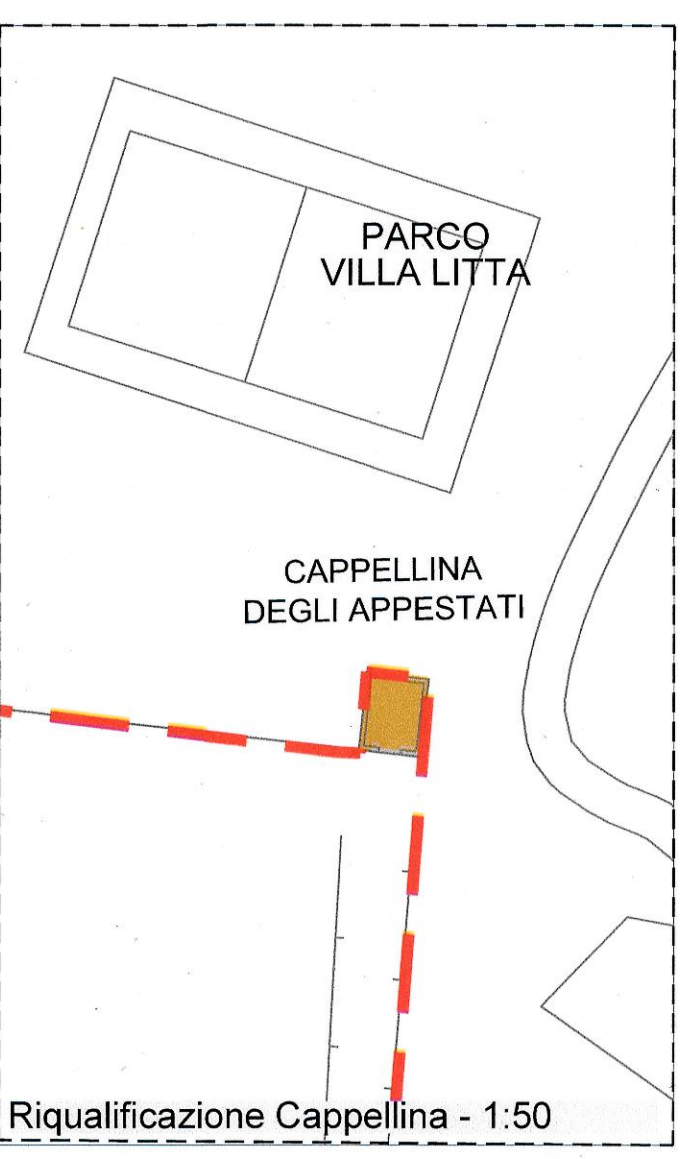 PARCO
VILLA LITTA
CAPPELLINA
DEGLI APPESTATI
Riqualificazione Cappellina - 1:50